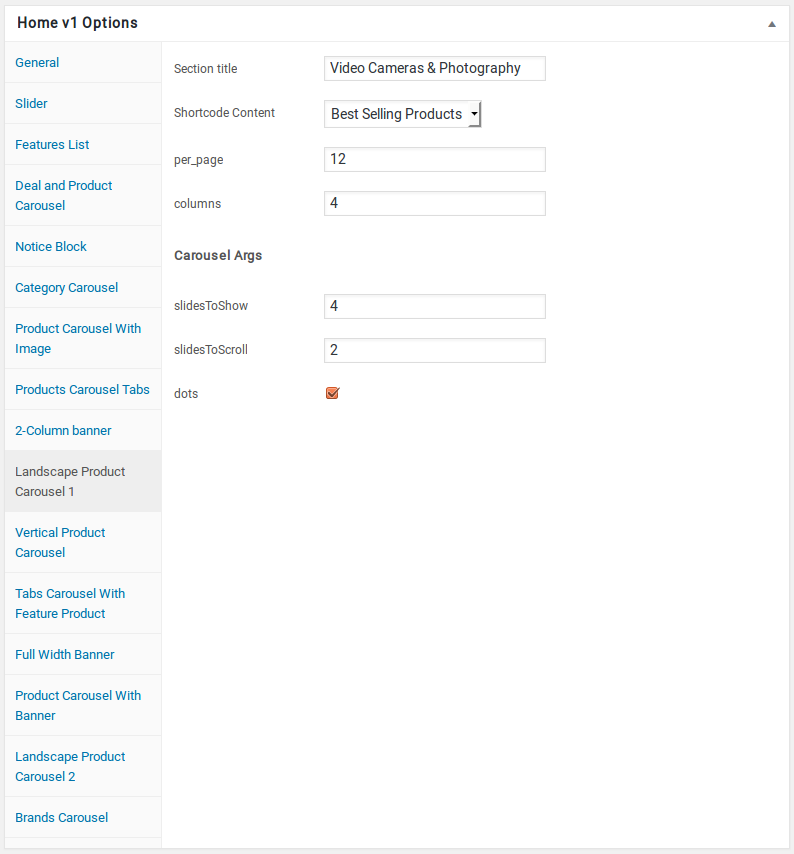 Home v1 Options
General
Slider
Features List
Deal and Product
Carousel
Notice Block
Category Carousel
Product Carousel With
Image
Products Carousel Tabs
2-Column banner
Landscape Product
Carousel 1
Vertical Product
Carousel
Tabs Carousel With
Feature Product
Full Width Banner
Product Carousel With
Banner
Landscape Product
Carousel 2
Brands Carousel
Section title Video Cameras & Photography
Shortcode Content Best Selling Products
per_page 12
columns 4
Carousel Args
slidesToShow 4
slidesToScroll 2
dots